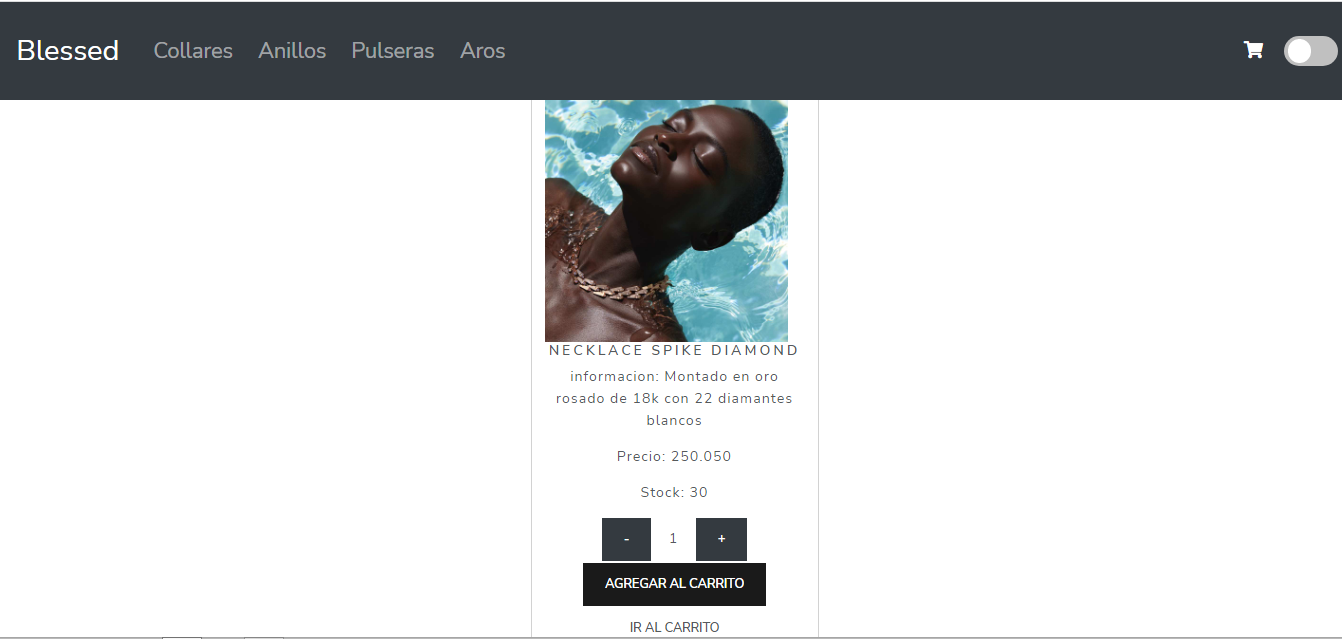 Blessed Collares Anillos Pulseras Aros
NECKLACE SPIKE DIAMOND
informacion: Montado en oro
rosado de 18k con 22 diamantes
blancos
Precio: 250.050
Stock: 30
- 1 +
AGREGAR AL CARRITO
IR AL CARRITO